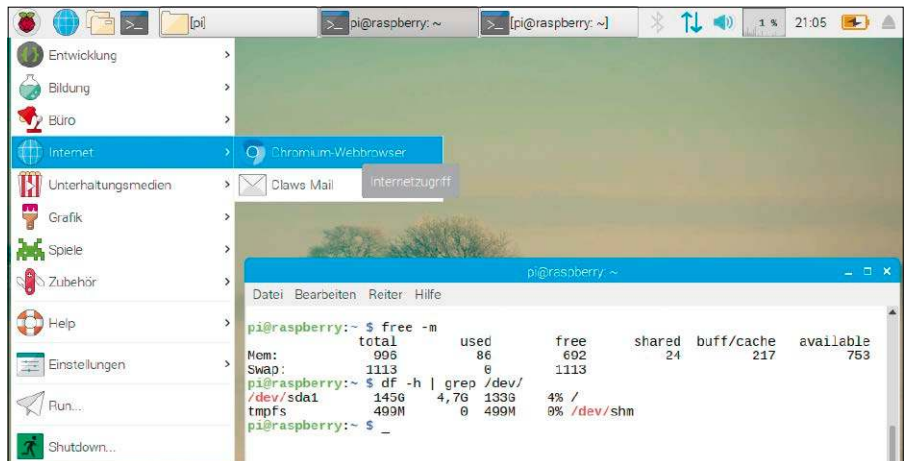 [pi] pi@raspberry: ~ [pi@raspberry: ~] 1 % 21:05
Entwicklung
Bildung
Büro
Internet
Chromium-Webbrowser
Unterhaltungsmedien
Claws Mail
Internetzugriff
Grafik
Spiele
Zubehör
Help
Einstellungen
Run...
Shutdown...
pi@raspberry: ~
Datei Bearbeiten Reiter Hilfe
pi@raspberry:~ $ free -m
total used free shared buff/cache available
Mem: 996 86 692 24 217 753
Swap: 1113 0 1113
pi@raspberry:~ $ df -h | grep /dev/
/dev/sda1 145G 4,7G 133G 4% /
tmpfs 499M 0 499M 0% /dev/shm
pi@raspberry:~ $ _